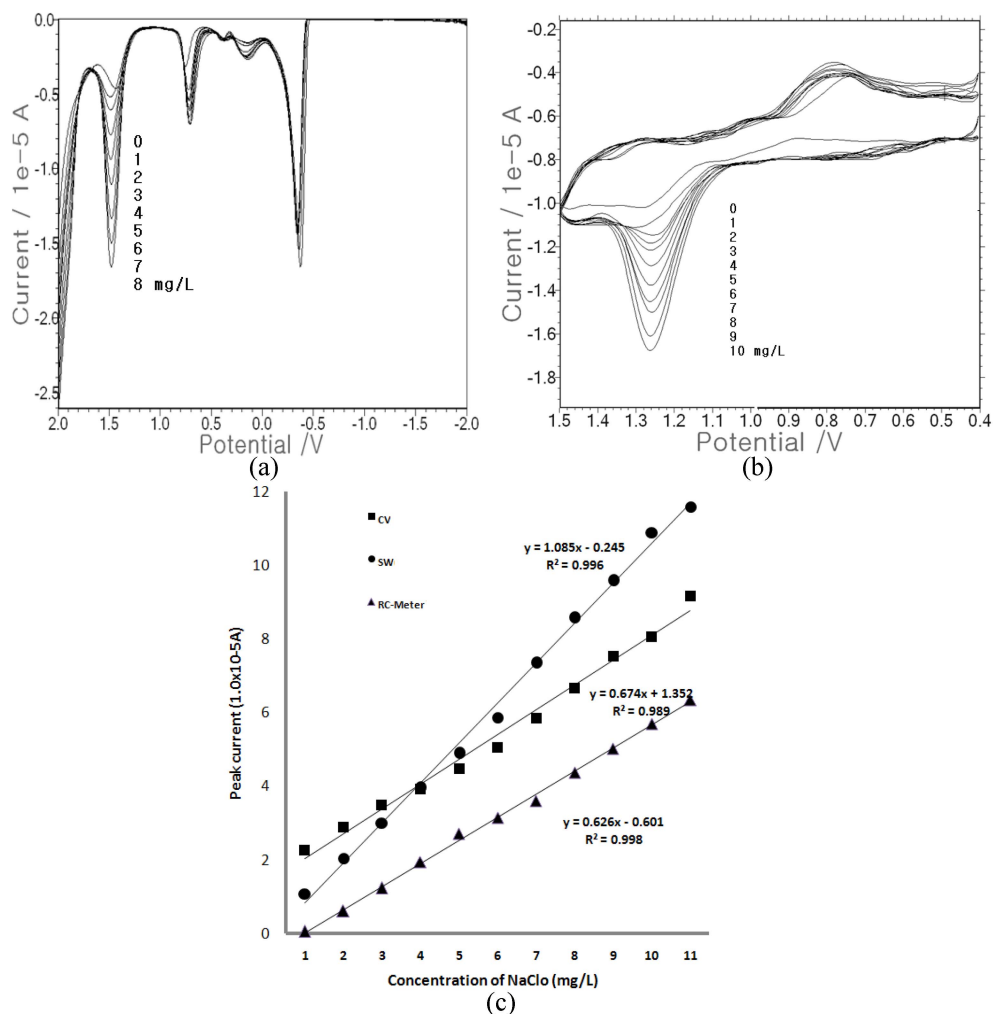 0.0
-0.5
-1.0
-1.5
-2.0
-2.5
Current / 1e-5 A
0
1
2
3
4
5
6
7
8 mg/L
2.0 1.5 1.0 0.5 0.0 -0.5 -1.0 -1.5 -2.0
Potential /V
(a)
-0.2
-0.4
-0.6
-0.8
-1.0
-1.2
-1.4
-1.6
-1.8
Current / 1e-5 A
0
1
2
3
4
5
6
7
8
9
10 mg/L
1.5 1.3 1.2 1.1 1.0 0.9 0.7 0.6 0.4
Potential /V
(b)
12
10
8
6
4
2
0
Peak current (1.0x10-5A)
CV
SW
RC-Meter
y = 1.085x - 0.245
R² = 0.996
y = 0.674x + 1.352
R² = 0.989
y = 0.626x - 0.601
R² = 0.998
1 2 3 4 5 6 7 8 9 10 11
Concentration of NaClo (mg/L)
(c)